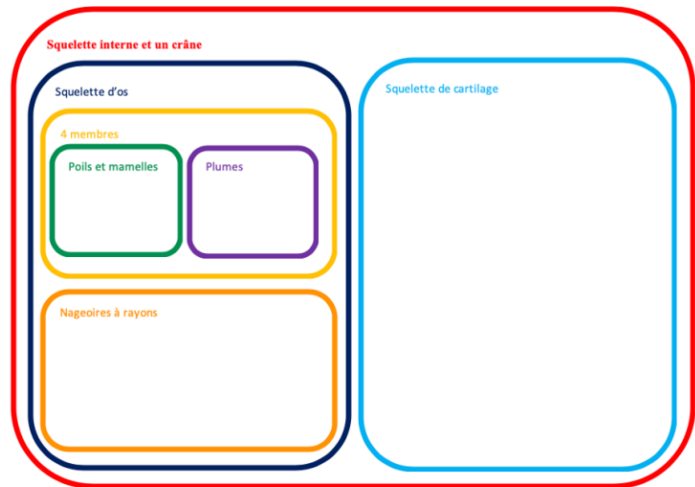 Squelette interne et un crâne
Squelette d'os
Squelette de cartilage
4 membres
Poils et mamelles
Plumes
Nageoires à rayons